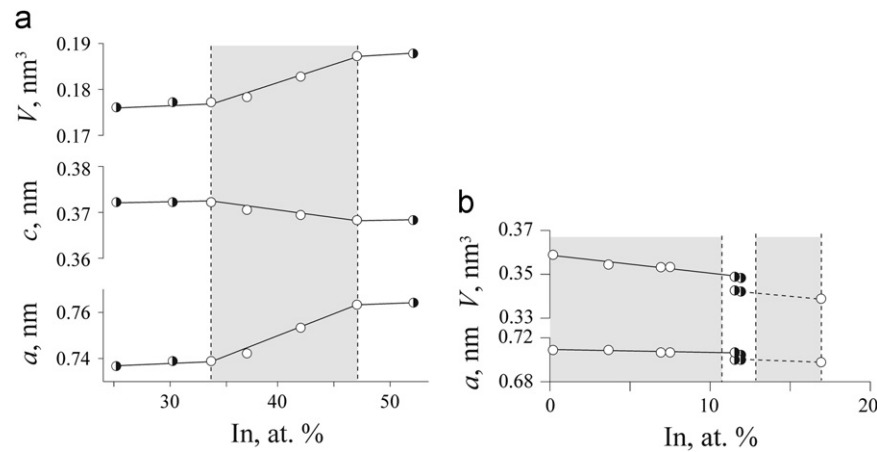 a
0.19
0.18
0.17
V, nm³
0.38
0.37
0.36
c, nm
0.76
0.74
a, nm
30 40 50
In, at. %
b
0.37
0.35
0.33
V, nm³
0.72
0.68
a, nm
0 10 20
In, at. %